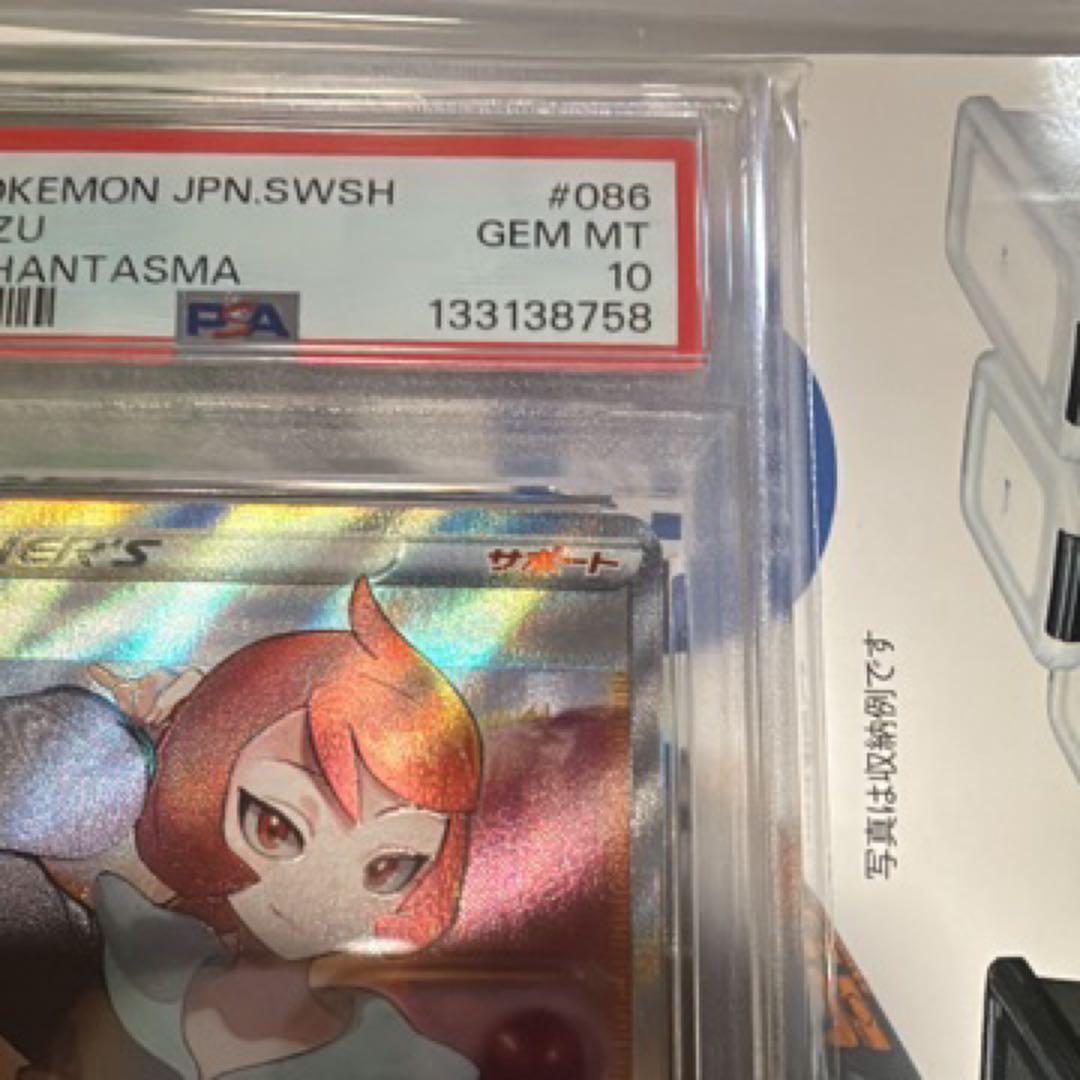 OKEMON JPN.SWSH #086
ZU GEM MT
HANTASMA 10
PSA 133138758
NER'S サポート
写真は収納例です